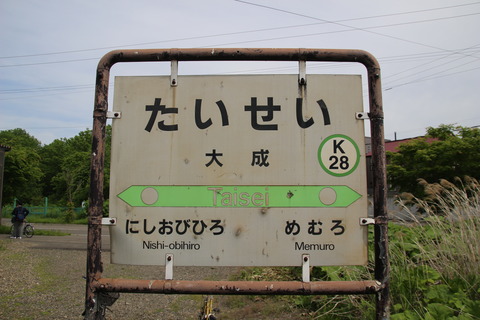 たいせい
大成
K
28
Taisei
にしおびひろ めむろ
Nishi-obihiro Memuro